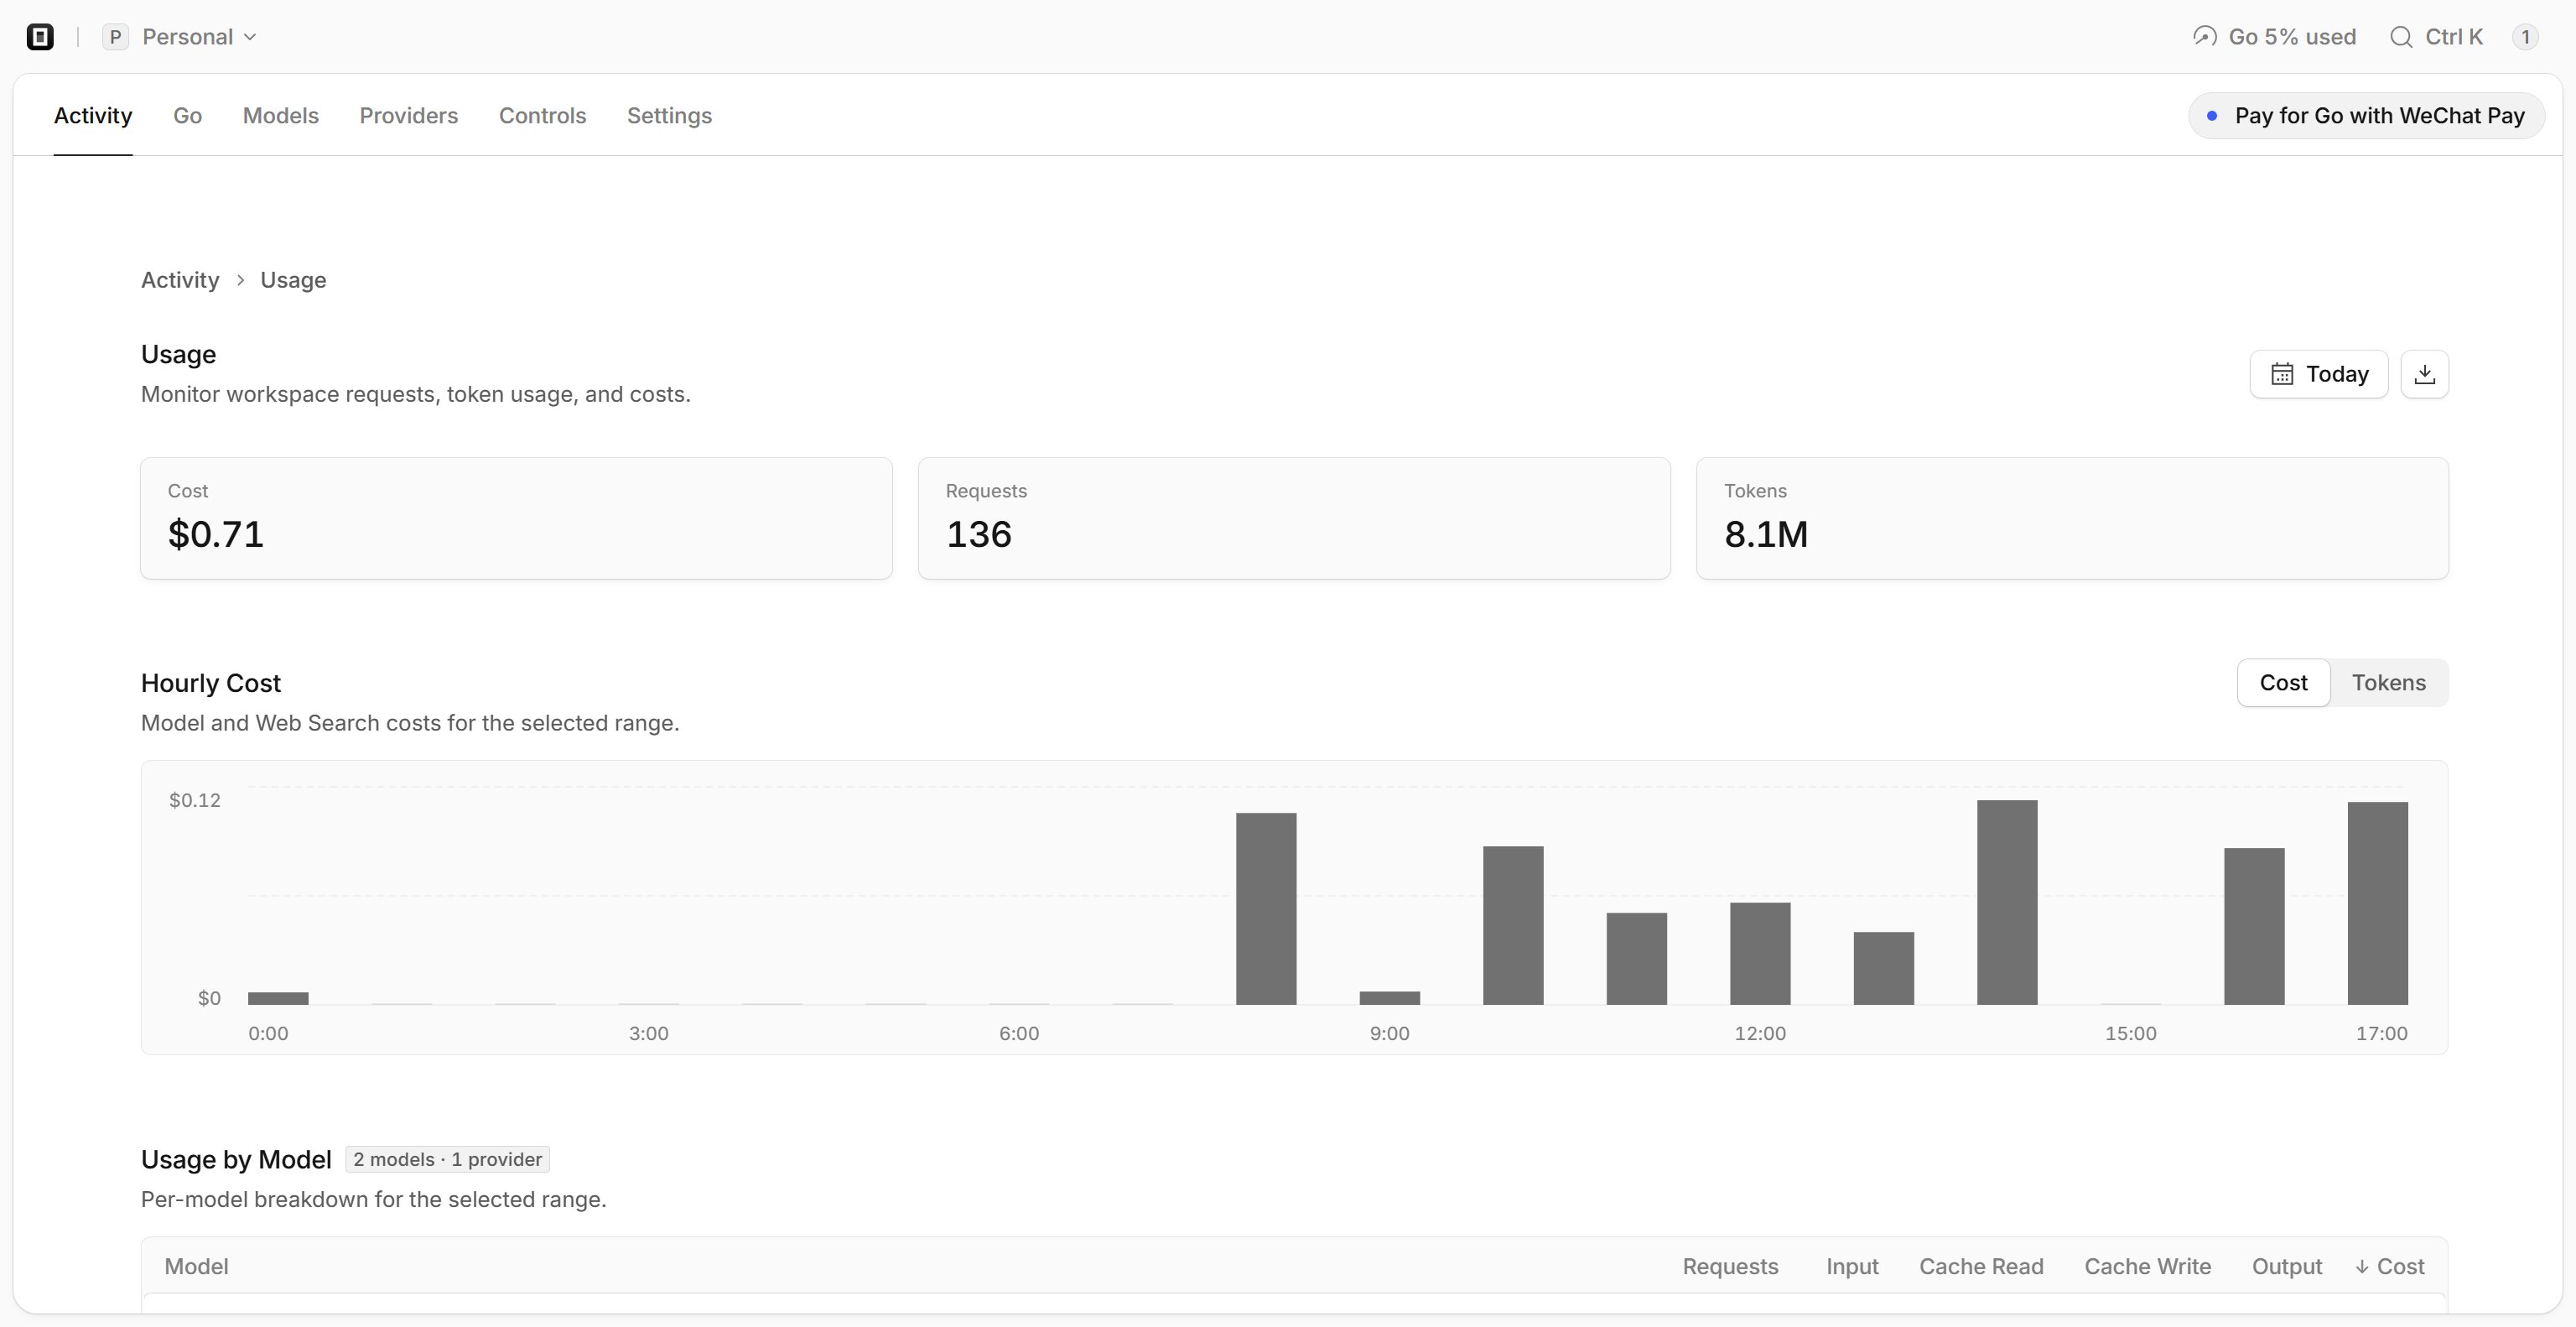 P Personal
Go 5% used
Ctrl K
1
Activity Go Models Providers Controls Settings
Pay for Go with WeChat Pay
Activity > Usage
Usage
Monitor workspace requests, token usage, and costs.
Today
Cost
$0.71
Requests
136
Tokens
8.1M
Hourly Cost
Model and Web Search costs for the selected range.
Cost Tokens
$0.12
$0
0:00 3:00 6:00 9:00 12:00 15:00 17:00
Usage by Model 2 models · 1 provider
Per-model breakdown for the selected range.
Model Requests Input Cache Read Cache Write Output ↓ Cost